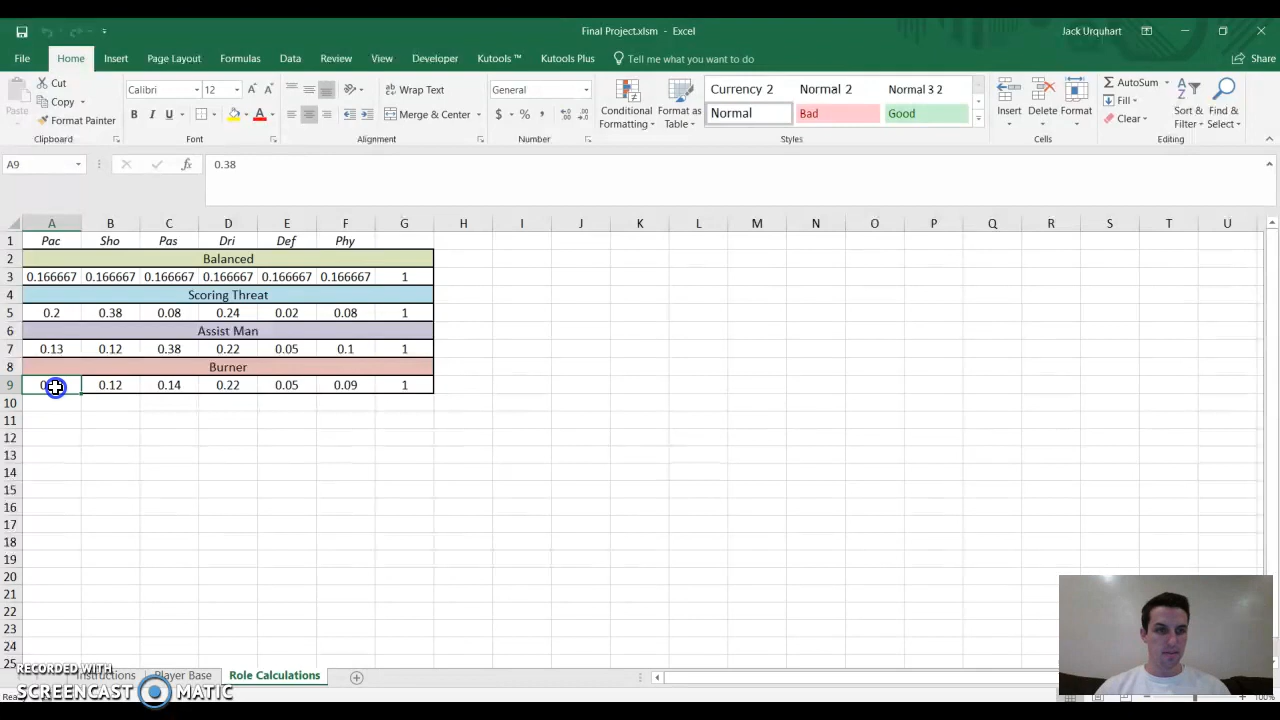 Final Project.xlsm - Excel
Jack Urquhart
File Home Insert Page Layout Formulas Data Review View Developer Kutools ™ Kutools Plus Tell me what you want to do Share
Cut
Copy
Format Painter
Paste
Clipboard
Calibri 12
B I U
Font
Wrap Text
Merge & Center
Alignment
General
$ % ,
Number
Conditional Formatting
Format as Table
Currency 2 Normal 2 Normal 3 2
Normal Bad Good
Styles
Insert Delete Format
Cells
AutoSum
Fill
Clear
Sort & Filter
Find & Select
Editing
A9 fx 0.38
A B C D E F G H I J K L M N O P Q R S T U
1 Pac Sho Pas Dri Def Phy
2 Balanced
3 0.166667 0.166667 0.166667 0.166667 0.166667 0.166667 1
4 Scoring Threat
5 0.2 0.38 0.08 0.24 0.02 0.08 1
6 Assist Man
7 0.13 0.12 0.38 0.22 0.05 0.1 1
8 Burner
9 0.12 0.14 0.22 0.05 0.09 1
10
11
12
13
14
15
16
17
18
19
20
21
22
23
24
25
Instructions Player Base Role Calculations
RECORDED WITH
SCREENCAST MATIC
100%